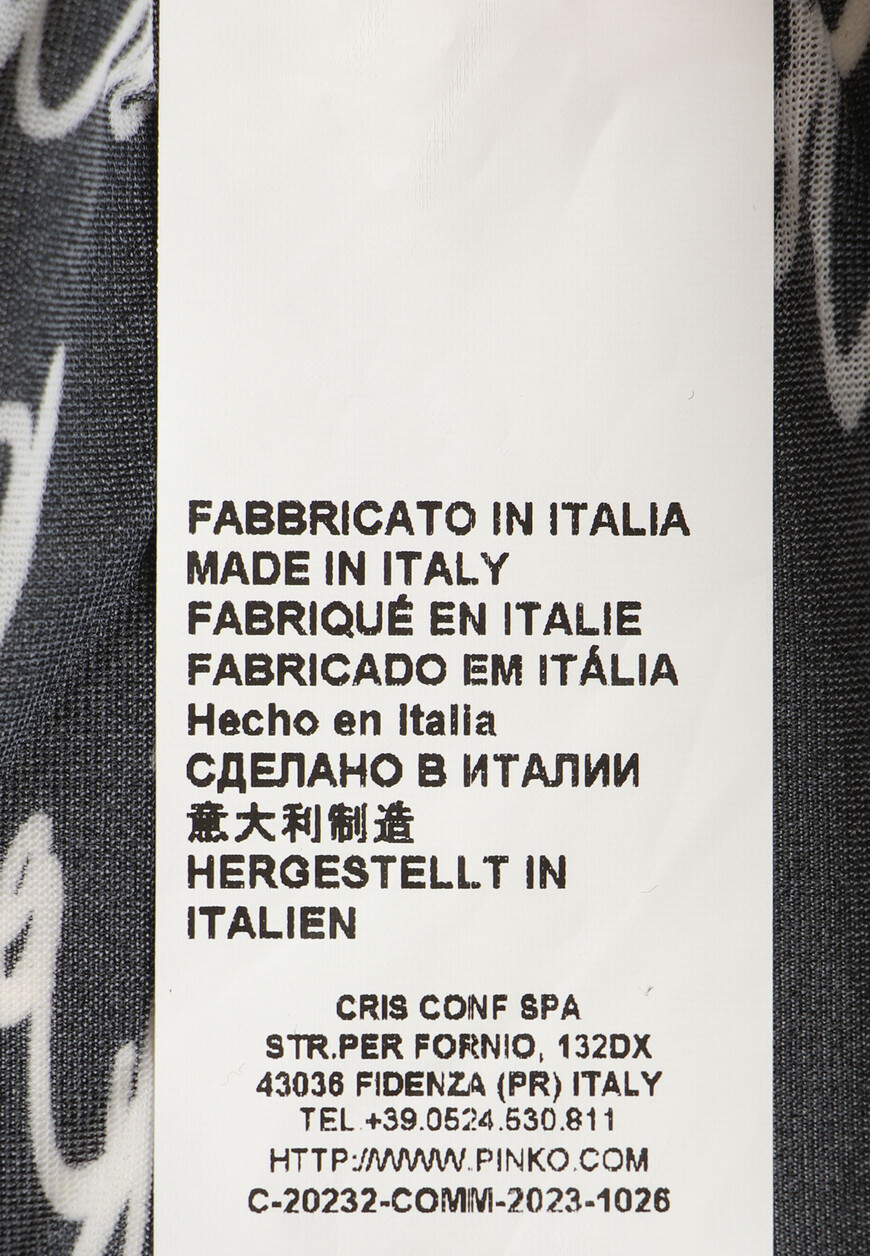 FABBRICATO IN ITALIA
MADE IN ITALY
FABRIQUÉ EN ITALIE
FABRICADO EM ITÁLIA
Hecho en Italia
СДЕЛАНО В ИТАЛИИ
意大利制造
HERGESTELLT IN
ITALIEN
CRIS CONF SPA
STR.PER FORNIO, 132DX
43036 FIDENZA (PR) ITALY
TEL.+39.0524.530.811
HTTP://WWW.PINKO.COM
C-20232-COMM-2023-1026